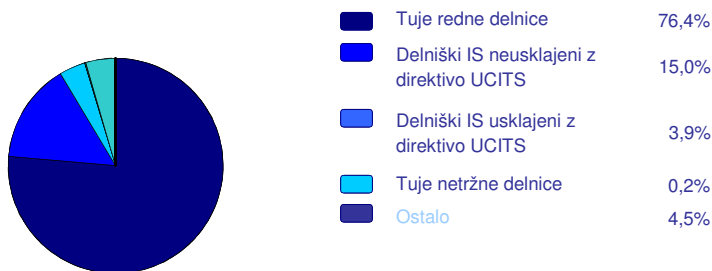 Tuje redne delnice 76,4%
Delniški IS neusklajeni z
direktivo UCITS 15,0%
Delniški IS usklajeni z
direktivo UCITS 3,9%
Tuje netržne delnice 0,2%
Ostalo 4,5%